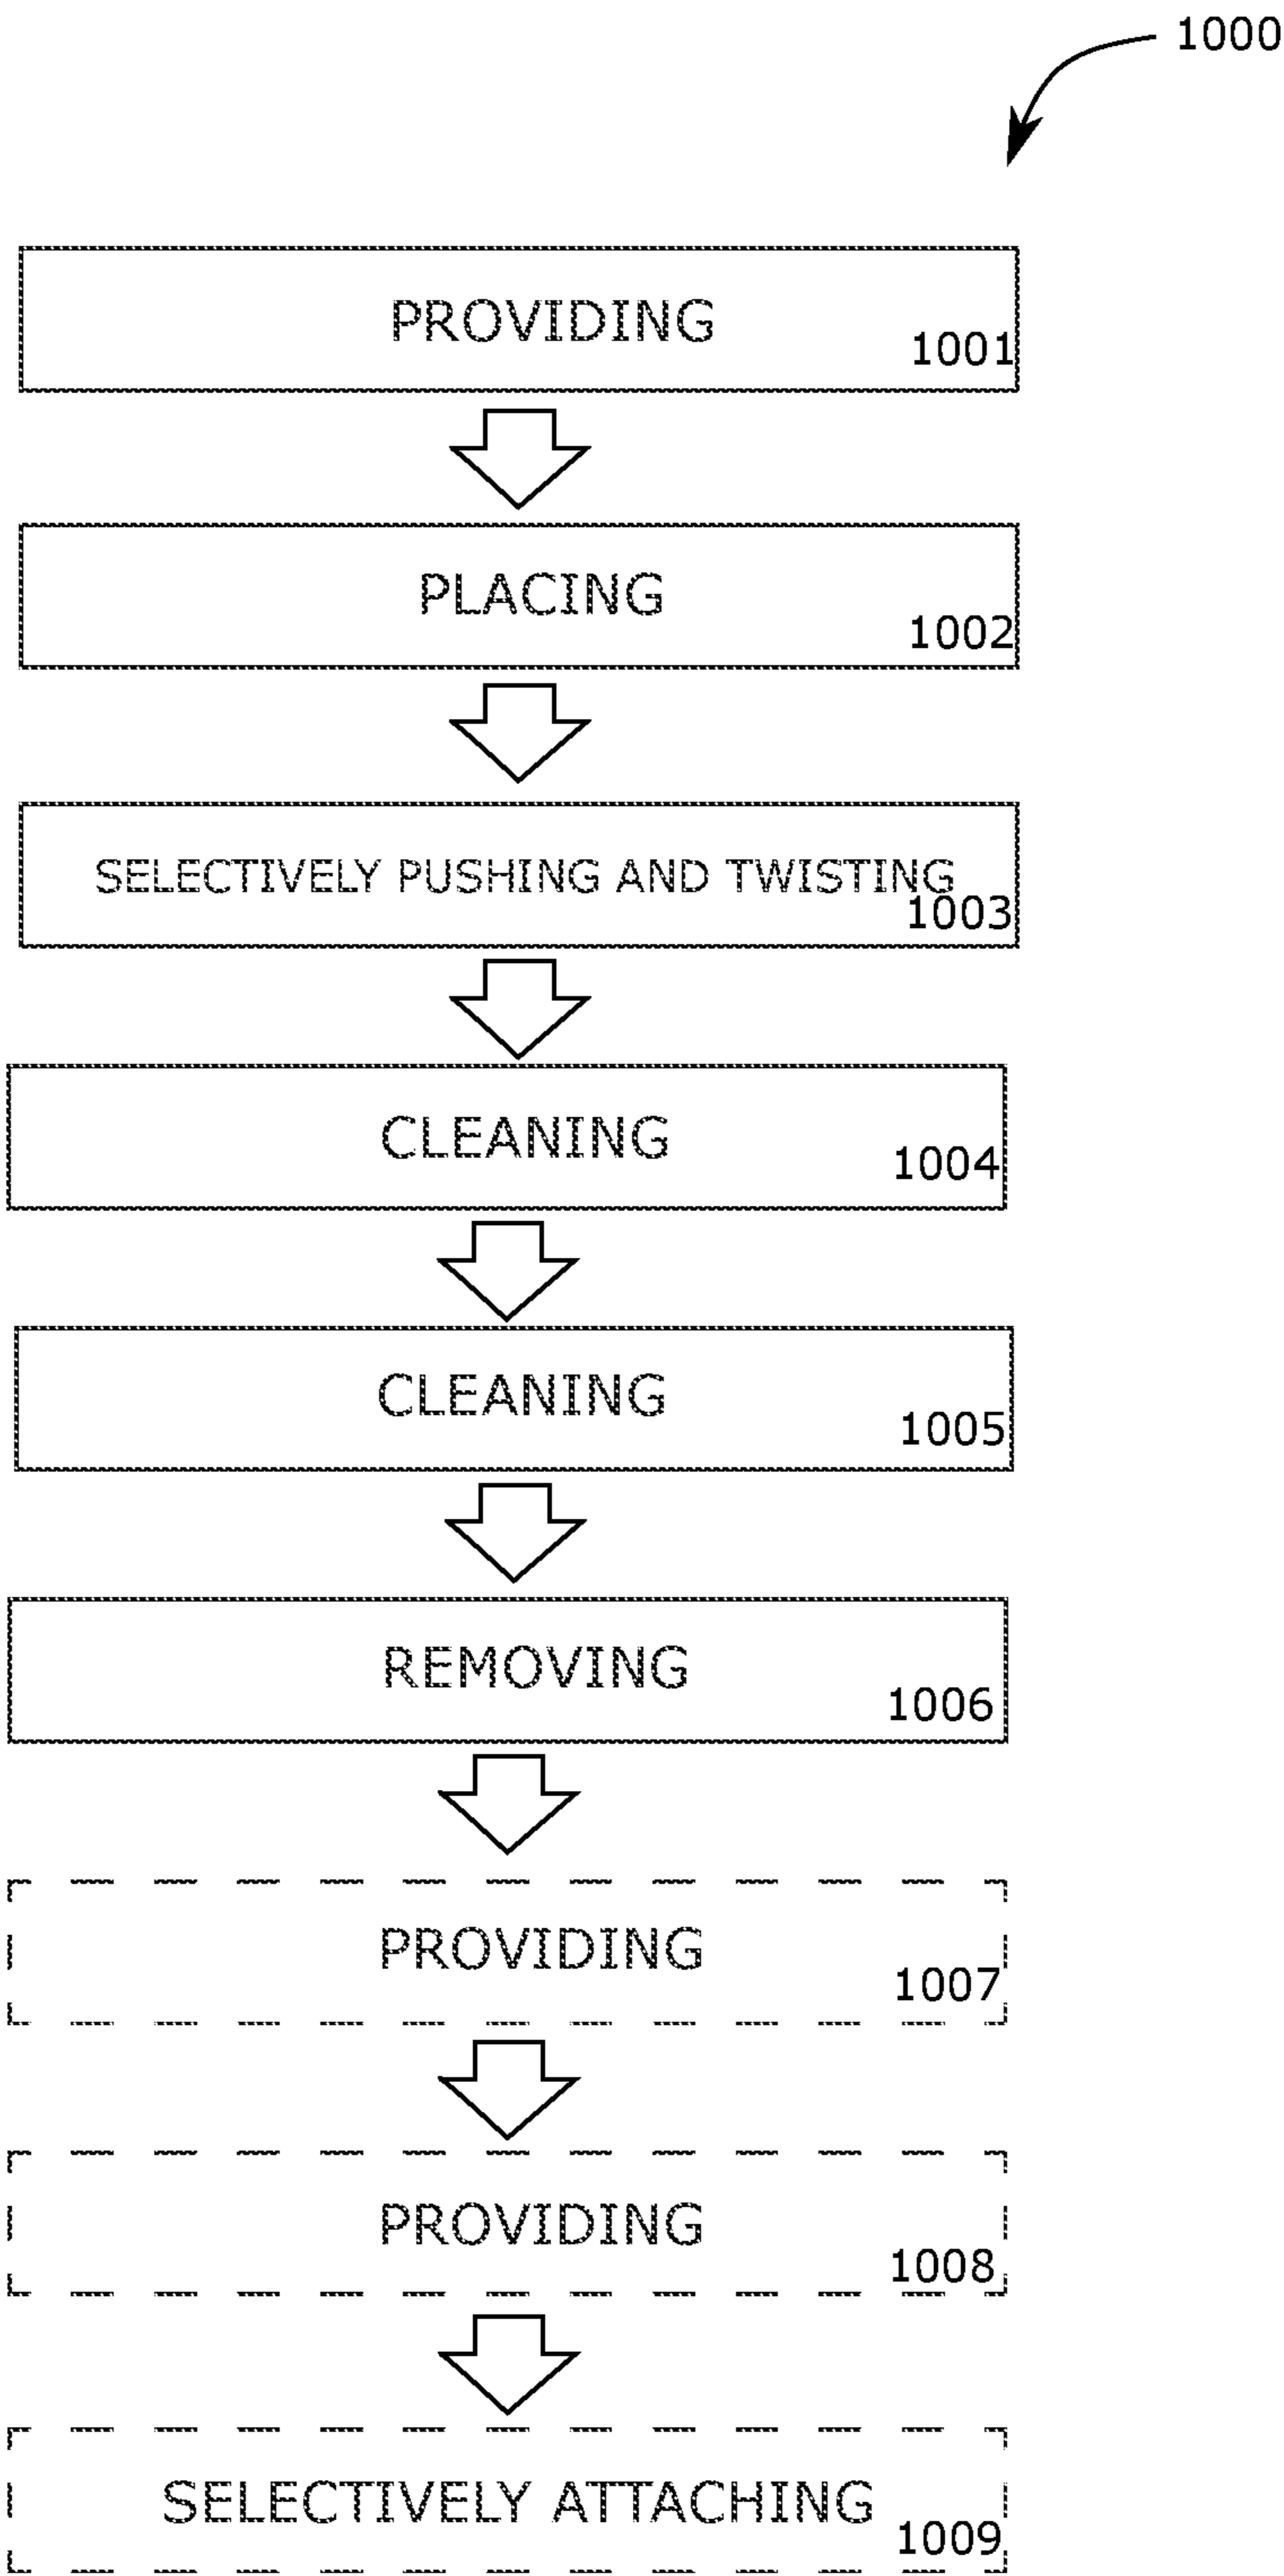 1000
PROVIDING
1001
PLACING
1002
SELECTIVELY PUSHING AND TWISTING
1003
CLEANING
1004
CLEANING
1005
REMOVING
1006
PROVIDING
1007
PROVIDING
1008
SELECTIVELY ATTACHING
1009